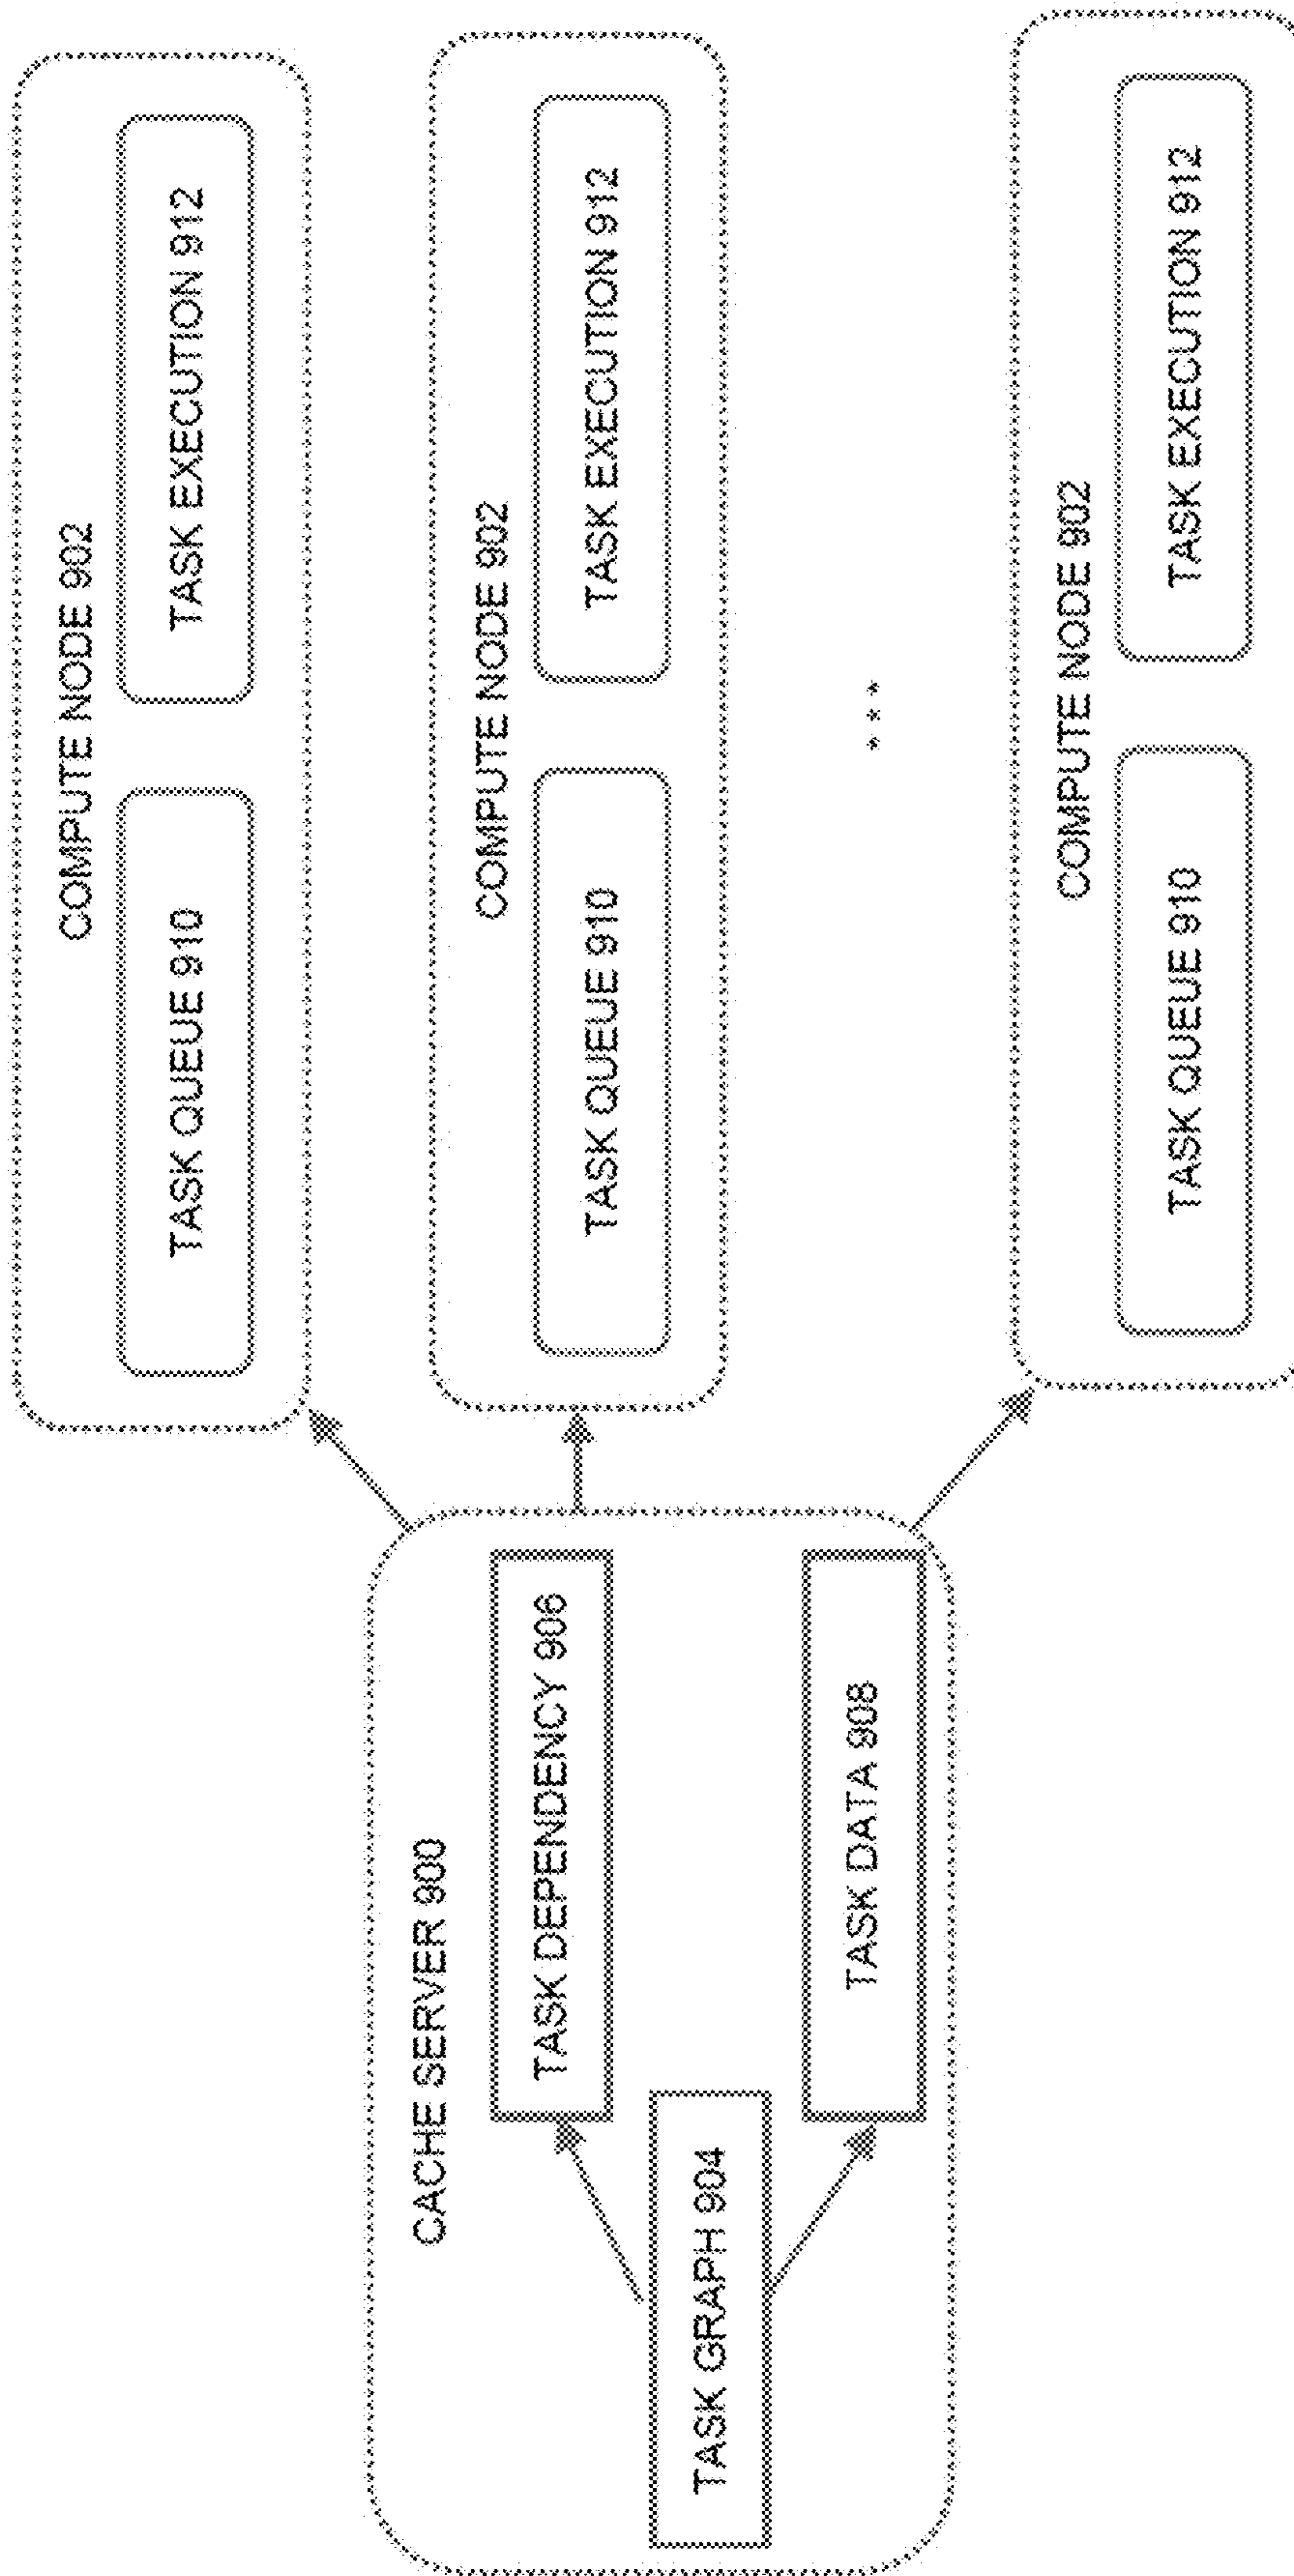 CACHE SERVER 900
TASK GRAPH 904
TASK DEPENDENCY 906
TASK DATA 908
COMPUTE NODE 902
TASK QUEUE 910
TASK EXECUTION 912
COMPUTE NODE 902
TASK QUEUE 910
TASK EXECUTION 912
...
COMPUTE NODE 902
TASK QUEUE 910
TASK EXECUTION 912